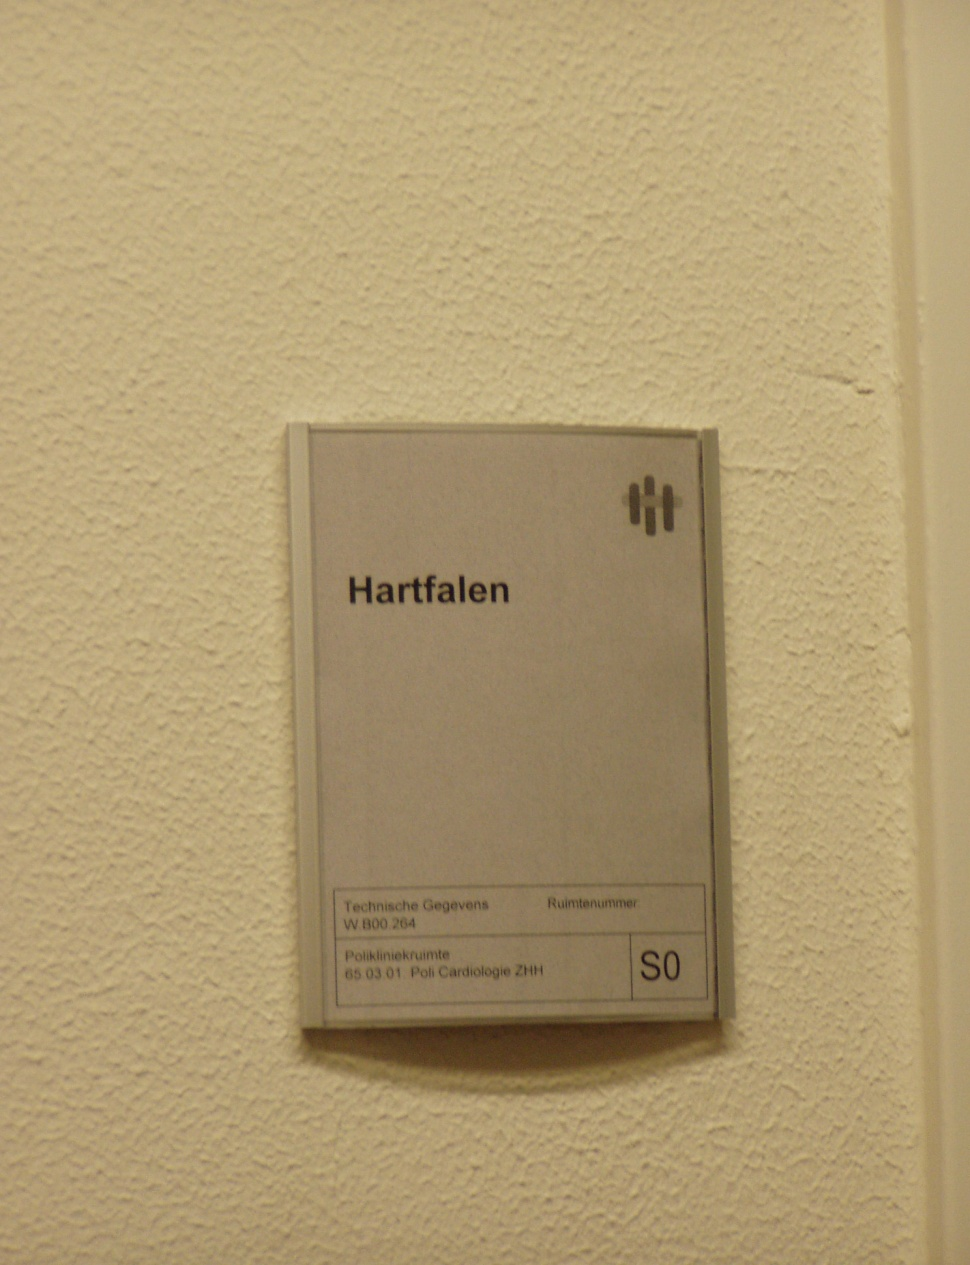 Hartfalen
Technische Gegevens Ruimtenummer
W.B00.264
Polikliniekruimte
65.03.01 Poli Cardiologie ZHH
S0